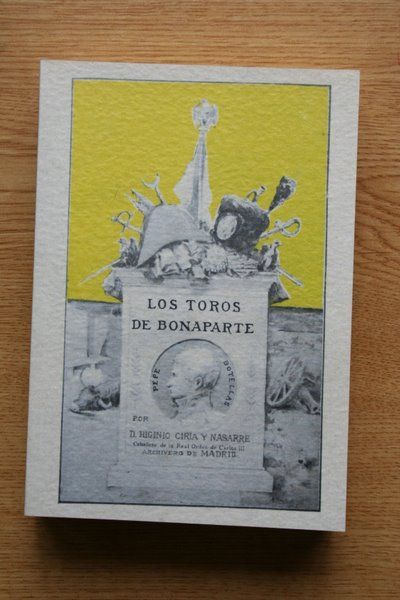 LOS TOROS
DE BONAPARTE
PEPE BOTELLAS
POR
D. HIGINIO CIRIA Y NASARRE
Caballero de la Real Orden de Carlos III
ARCHIVERO DE MADRID